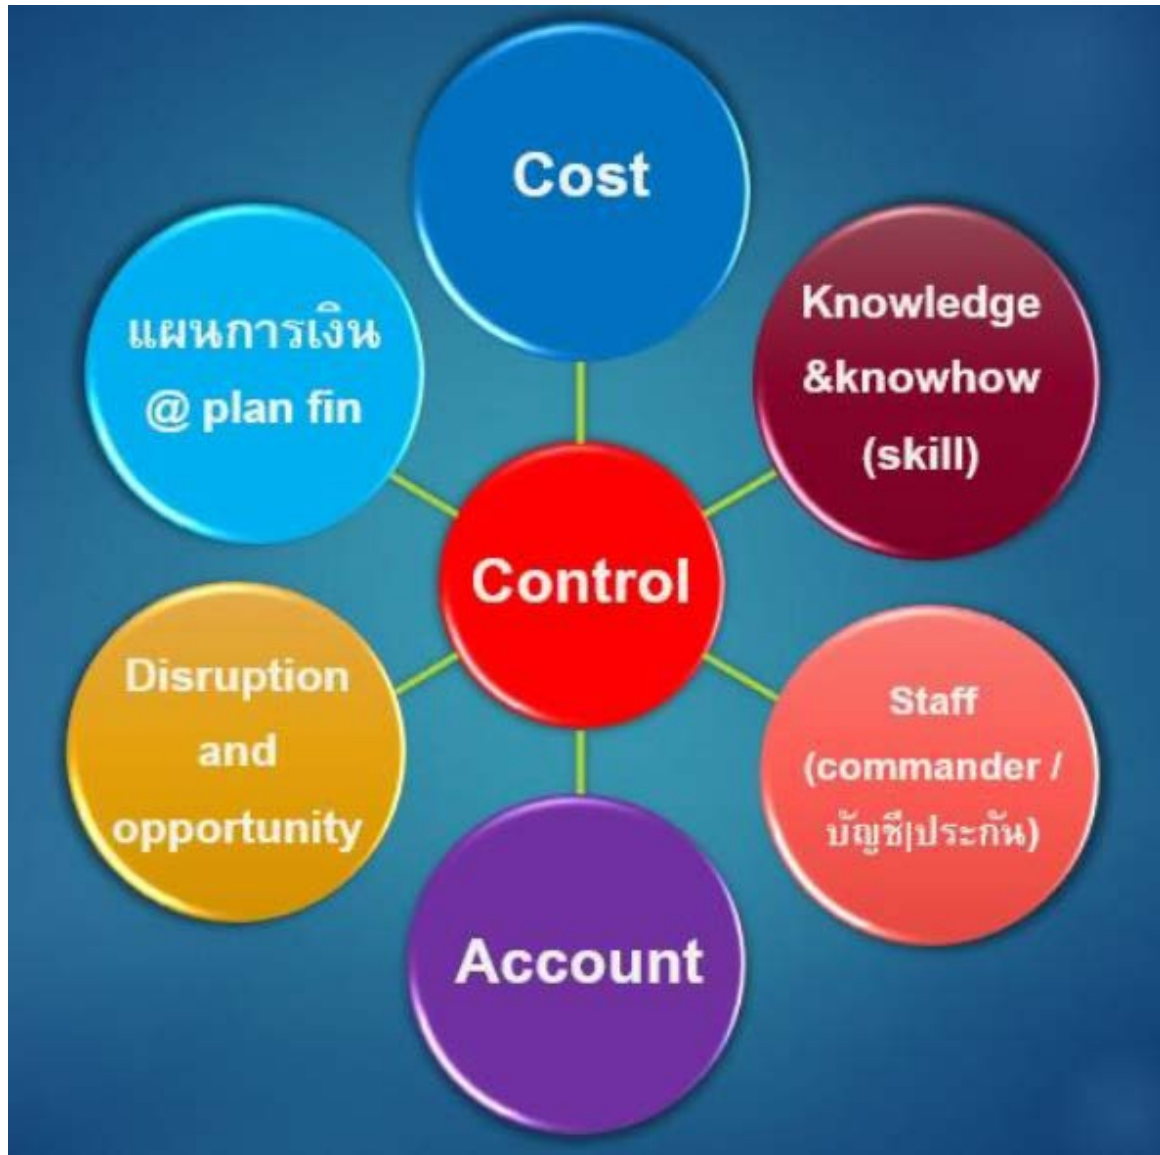 Cost
แผนการเงิน
@ plan fin
Knowledge
&knowhow
(skill)
Control
Disruption
and
opportunity
Staff
(commander /
บัญชี|ประกัน)
Account